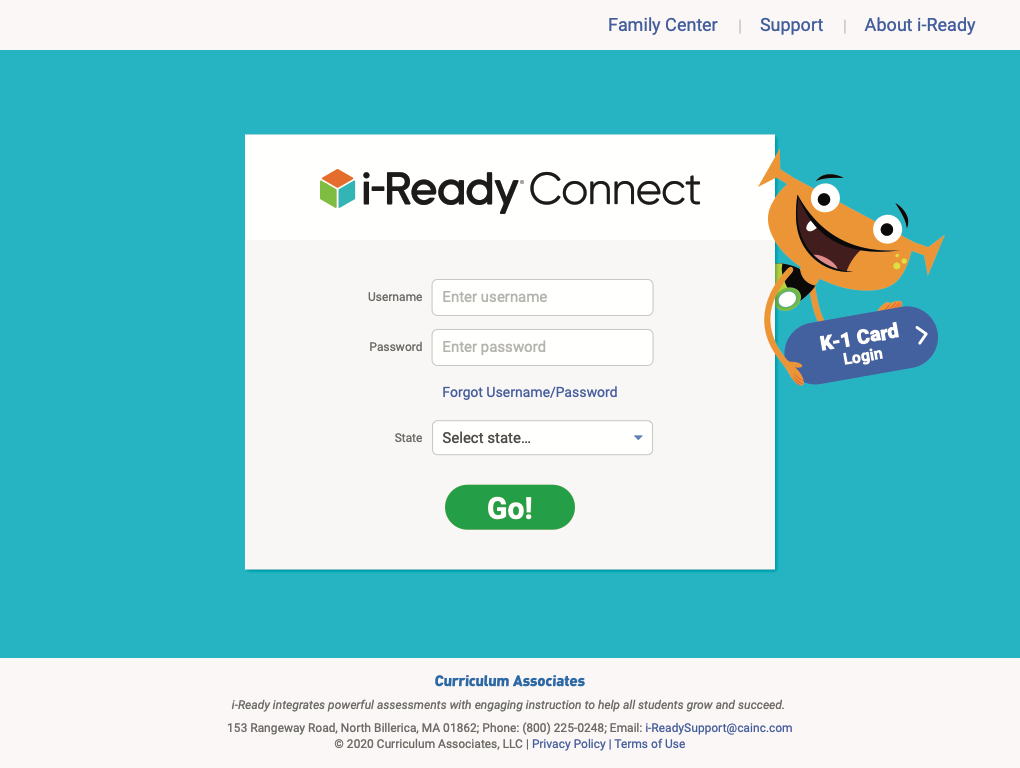 Family Center | Support | About i-Ready
i-Ready Connect
Username Enter username
Password Enter password
Forgot Username/Password
State Select state...
Go!
K-1 Card
Login
Curriculum Associates
i-Ready integrates powerful assessments with engaging instruction to help all students grow and succeed.
153 Rangeway Road, North Billerica, MA 01862; Phone: (800) 225-0248; Email: i-ReadySupport@cainc.com
© 2020 Curriculum Associates, LLC | Privacy Policy | Terms of Use